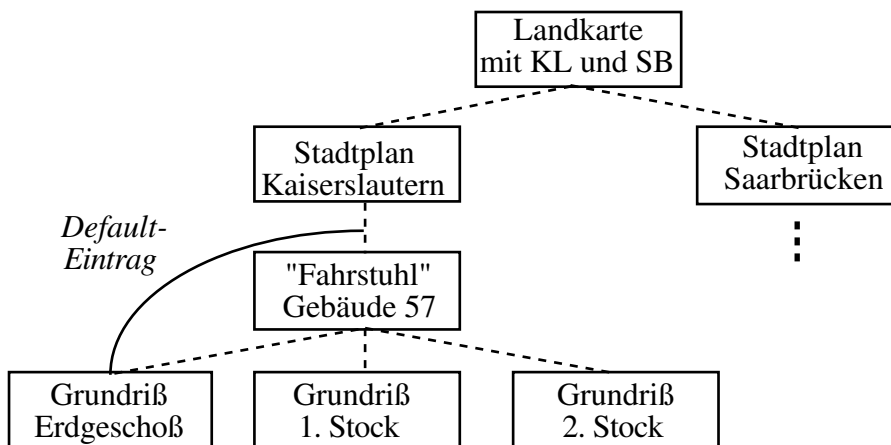 Landkarte
mit KL und SB
Stadtplan
Kaiserslautern
Stadtplan
Saarbrücken
Default-
Eintrag
"Fahrstuhl"
Gebäude 57
Grundriß
Erdgeschoß
Grundriß
1. Stock
Grundriß
2. Stock